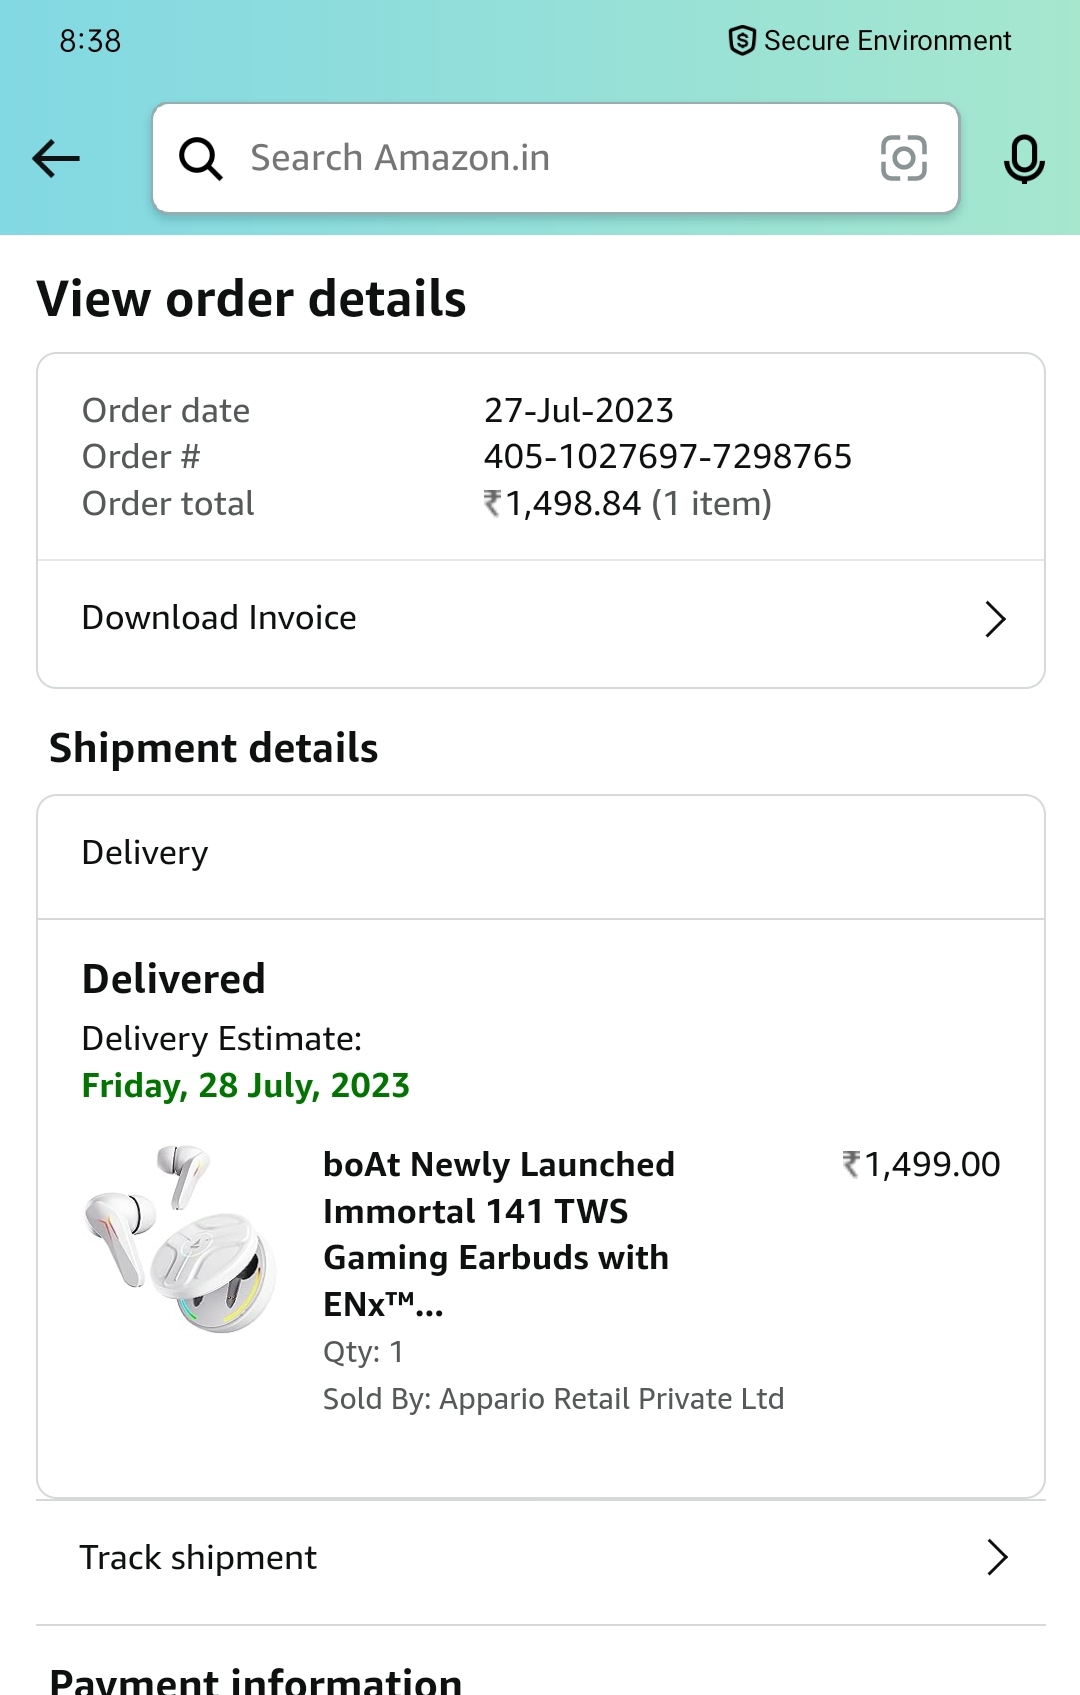 8:38
Secure Environment
Search Amazon.in
View order details
Order date 27-Jul-2023
Order # 405-1027697-7298765
Order total ₹1,498.84 (1 item)
Download Invoice
Shipment details
Delivery
Delivered
Delivery Estimate:
Friday, 28 July, 2023
boAt Newly Launched ₹1,499.00
Immortal 141 TWS
Gaming Earbuds with
ENx™...
Qty: 1
Sold By: Appario Retail Private Ltd
Track shipment
Payment information